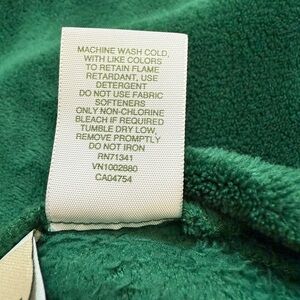 MACHINE WASH COLD,
WITH LIKE COLORS
TO RETAIN FLAME
RETARDANT, USE
DETERGENT
DO NOT USE FABRIC
SOFTENERS
ONLY NON-CHLORINE
BLEACH IF REQUIRED
TUMBLE DRY LOW,
REMOVE PROMPTLY
DO NOT IRON
RN71341
VN1002680
CA04754